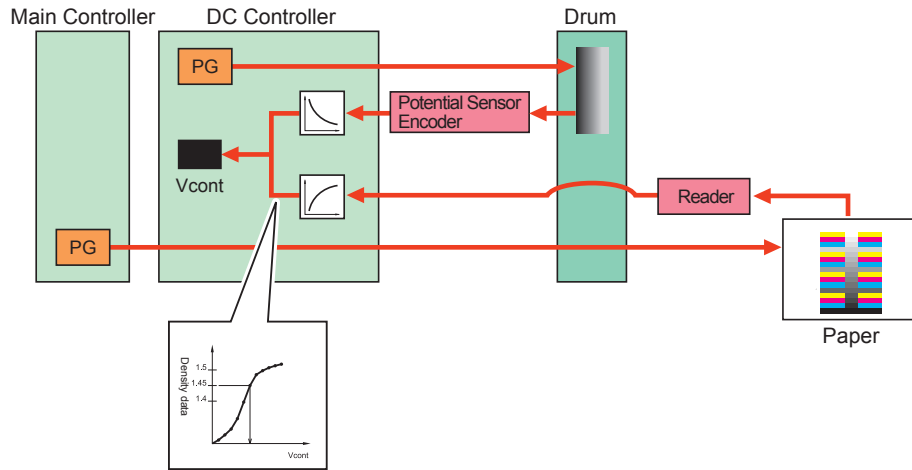 Main Controller
DC Controller
Drum
PG
Potential Sensor
Encoder
Vcont
Reader
PG
Paper
Density data
1.5
1.45
1.4
Vcont